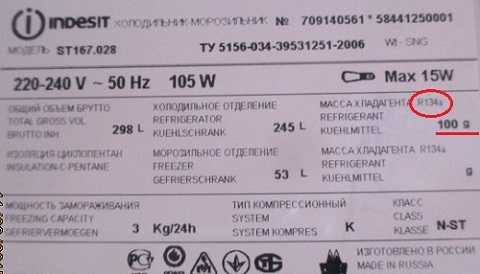 INDESIT ХОЛОДИЛЬНИК-МОРОЗИЛЬНИК № 709140561 * 58441250001
МОДЕЛЬ ST167.028 ТУ 5156-034-39531251-2006 WI - SNG
220-240 V ~ 50 Hz 105 W Max 15W
ОБЩИЙ ОБЪЕМ БРУТТО ХОЛОДИЛЬНОЕ ОТДЕЛЕНИЕ МАССА ХЛАДАГЕНТА R134a
TOTAL GROSS VOL REFRIGERATOR REFRIGERANT
BRUTTO INH 298 L KUEHLSCHRANK 245 L KUEHLMITTEL 100 g
ИЗОЛЯЦИЯ ЦИКЛОПЕНТАН МОРОЗИЛЬНОЕ ОТДЕЛЕНИЕ МАССА ХЛАДАГЕНТА R134a
INSULATION C-PENTANE FREEZER REFRIGERANT
GEFRIERSCHRANK 53 L KUEHLMITTEL g
МОЩНОСТЬ ЗАМОРАЖИВАНИЯ ТИП КОМПРЕССИОННЫЙ КЛАСС
FREEZING CAPACITY SYSTEM COMPRESSION CLASS
GEFRIERVERMOEGEN 3 Kg/24h SYSTEM KOMPRES K KLASSE N-ST
РСТ ИЗГОТОВЛЕНО В РОССИИ
MADE IN RUSSIA